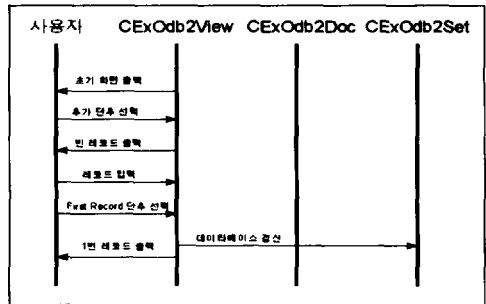 사용자 CExOdb2View CExOdb2Doc CExOdb2Set
초기 화면 출력
추가 단추 선택
빈 레코드 출력
레코드 입력
First Record 단추 선택
데이타베이스 갱신
1번 레코드 출력